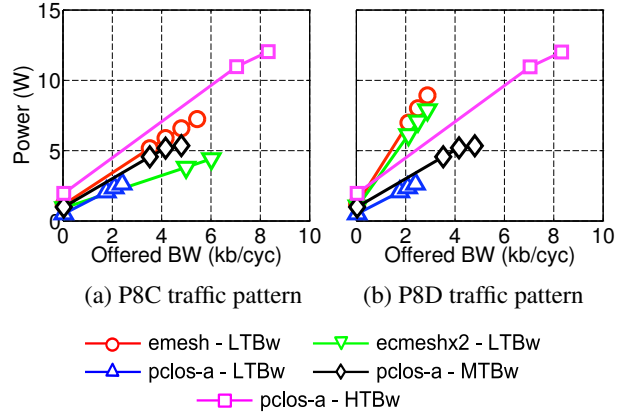 15
10
5
0
Power (W)
0 2 4 6 8 10
0 2 4 6 8 10
Offered BW (kb/cyc)
Offered BW (kb/cyc)
(a) P8C traffic pattern
(b) P8D traffic pattern
emesh - LTBw
ecmeshx2 - LTBw
pclos-a - LTBw
pclos-a - MTBw
pclos-a - HTBw